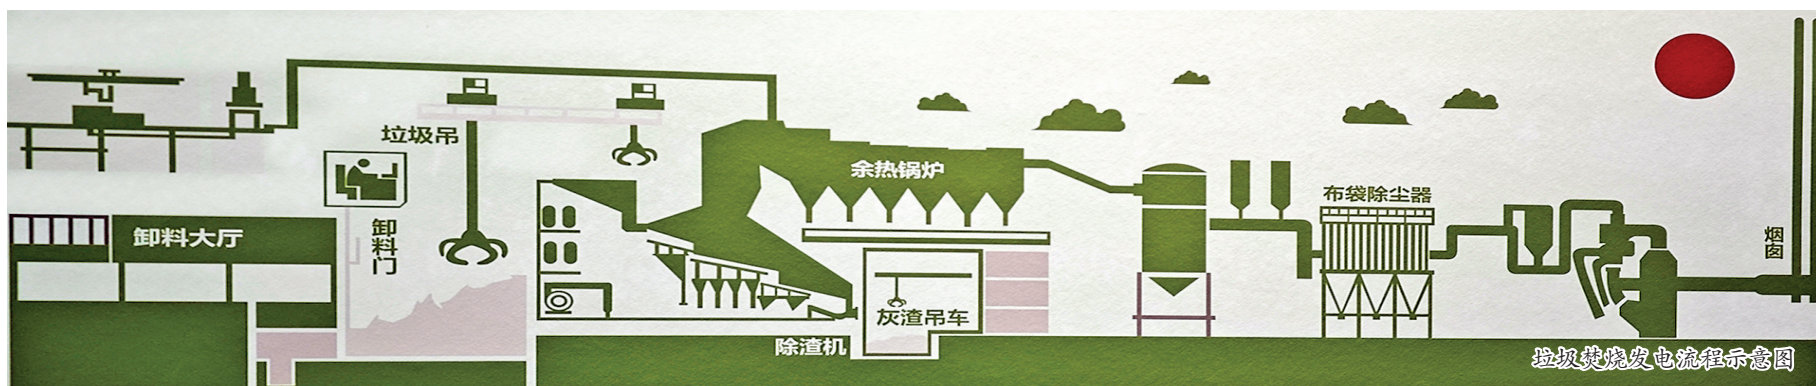 垃圾吊
卸料大厅
卸料门
余热锅炉
除渣机
灰渣吊车
布袋除尘器
烟囱
垃圾焚烧发电流程示意图